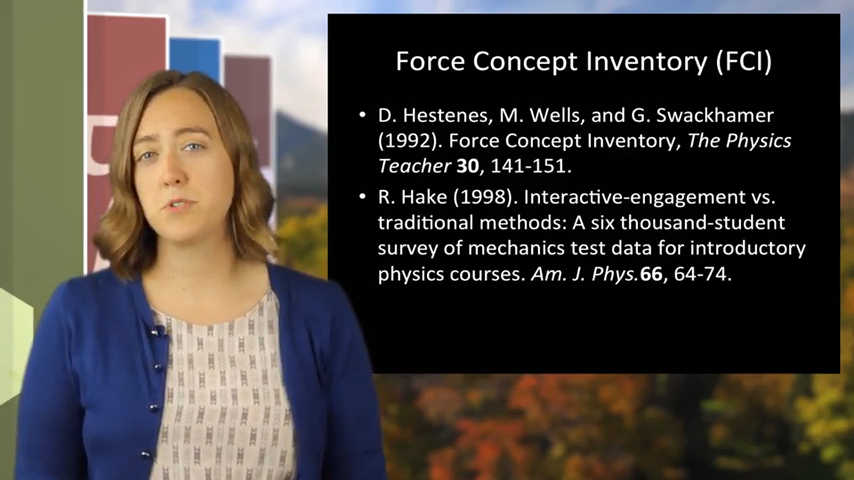 Force Concept Inventory (FCI)
• D. Hestenes, M. Wells, and G. Swackhamer
(1992). Force Concept Inventory, The Physics
Teacher 30, 141-151.
• R. Hake (1998). Interactive-engagement vs.
traditional methods: A six thousand-student
survey of mechanics test data for introductory
physics courses. Am. J. Phys.66, 64-74.